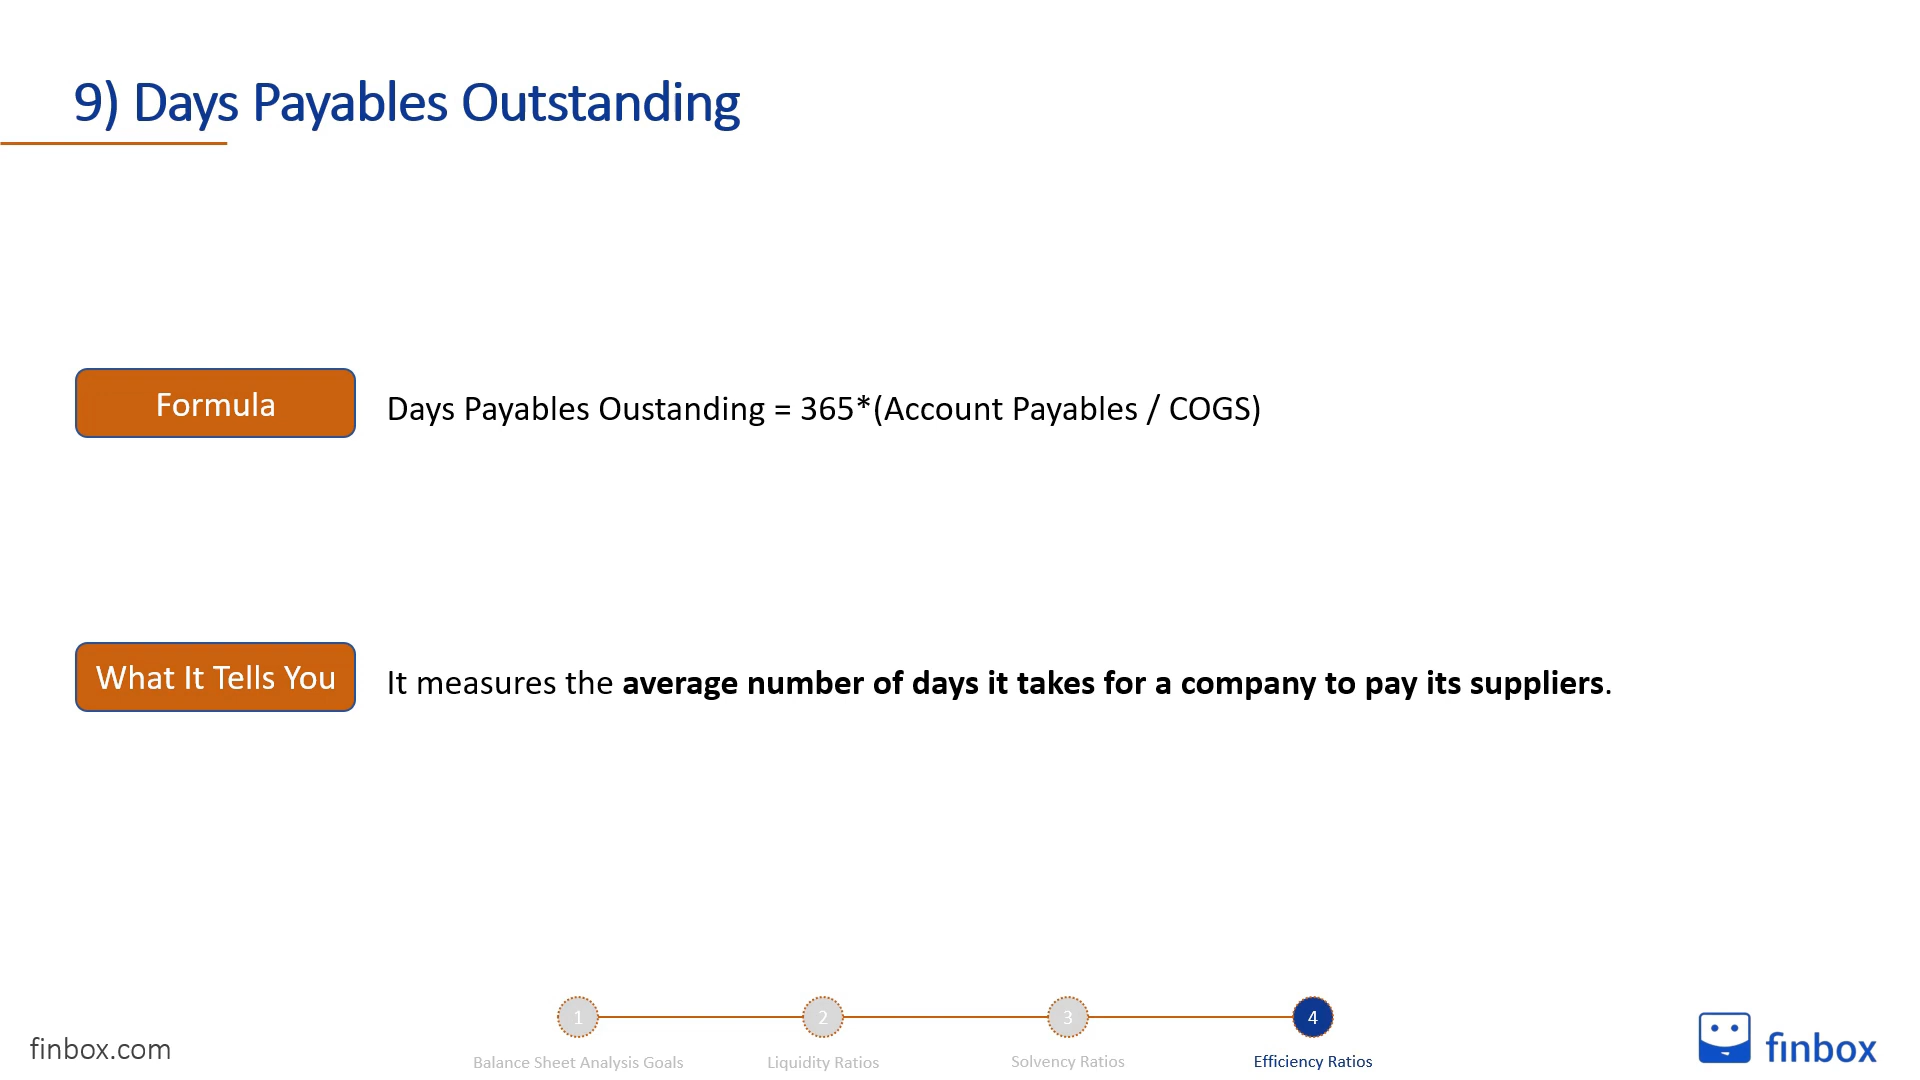 9) Days Payables Outstanding
Formula
Days Payables Oustanding = 365*(Account Payables / COGS)
What It Tells You
It measures the average number of days it takes for a company to pay its suppliers.
1
2
3
4
Balance Sheet Analysis Goals
Liquidity Ratios
Solvency Ratios
Efficiency Ratios
finbox.com
finbox